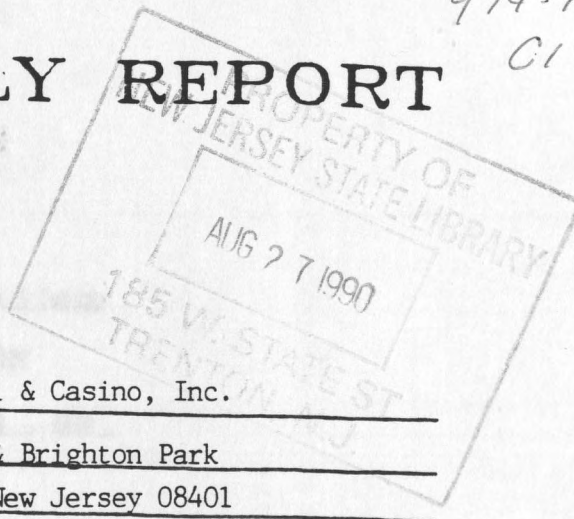 CI
LY REPORT
PROPERTY OF
NEW JERSEY STATE LIBRARY
AUG 27 1990
185 W. STATE ST
TRENTON, N.J.
& Casino, Inc.
& Brighton Park
New Jersey 08401